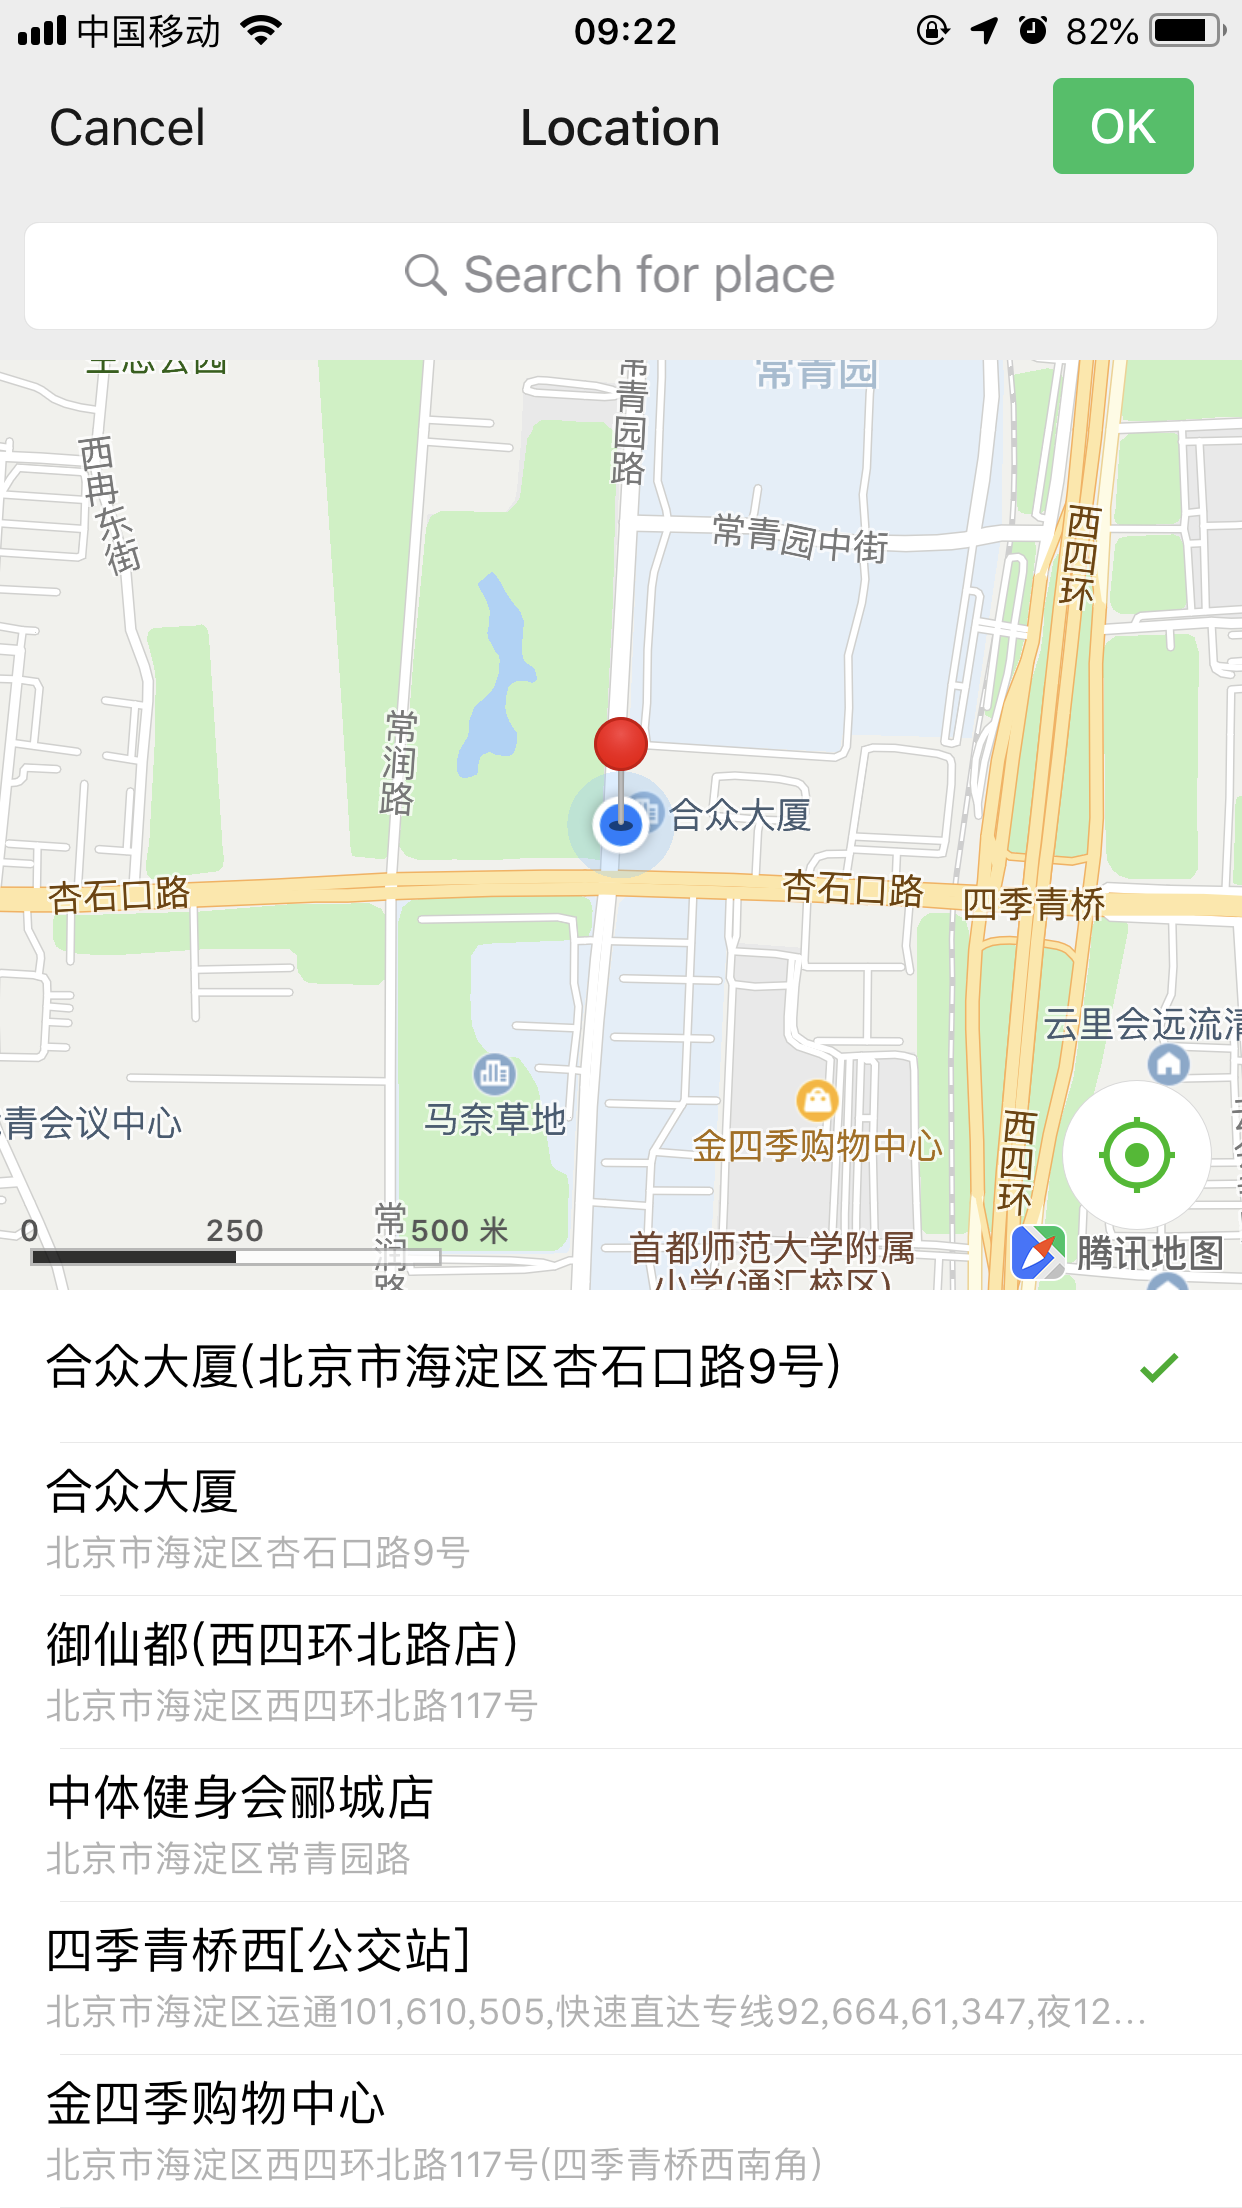 中国移动
09:22
82%
Cancel
Location
OK
Search for place
生态公园
常青园
常青园路
西冉东街
常青园中街
西四环
常润路
合众大厦
杏石口路
杏石口路
四季青桥
云里会远流清
马奈草地
青会议中心
金四季购物中心
西四环
0 250 500 米
常润路
首都师范大学附属
小学(通汇校区)
腾讯地图
合众大厦(北京市海淀区杏石口路9号)
合众大厦
北京市海淀区杏石口路9号
御仙都(西四环北路店)
北京市海淀区西四环北路117号
中体健身会郦城店
北京市海淀区常青园路
四季青桥西[公交站]
北京市海淀区运通101,610,505,快速直达专线92,664,61,347,夜12...
金四季购物中心
北京市海淀区西四环北路117号(四季青桥西南角)